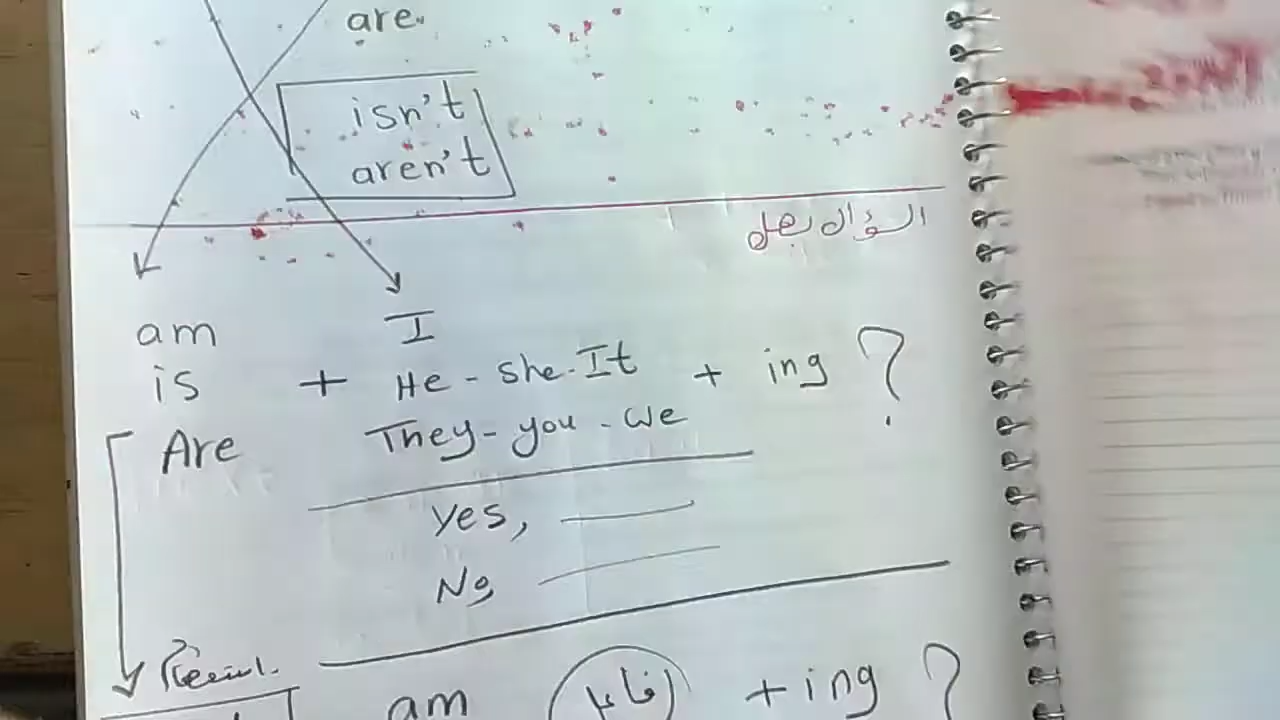 are.
isn't
aren't
السؤال بهل
am I
is + He - she - It + ing ?
Are They - you - we
Yes,
No,
am فاعل + ing ?